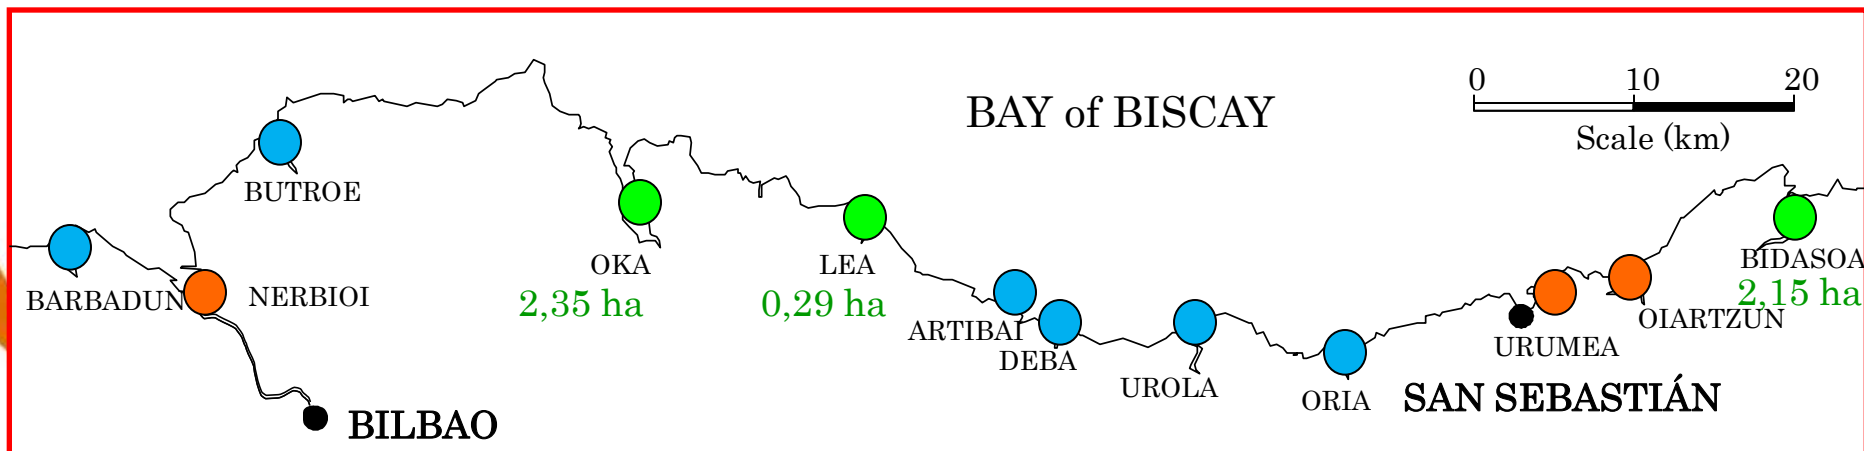 0 10 20
BAY of BISCAY
Scale (km)
BUTROE
OKA
LEA
BIDASOA
BARBADUN
NERBIOI
2,35 ha
0,29 ha
2,15 ha
ARTIBAI
OIARTZUN
DEBA
URUMEA
UROLA
ORIA
SAN SEBASTIÁN
BILBAO